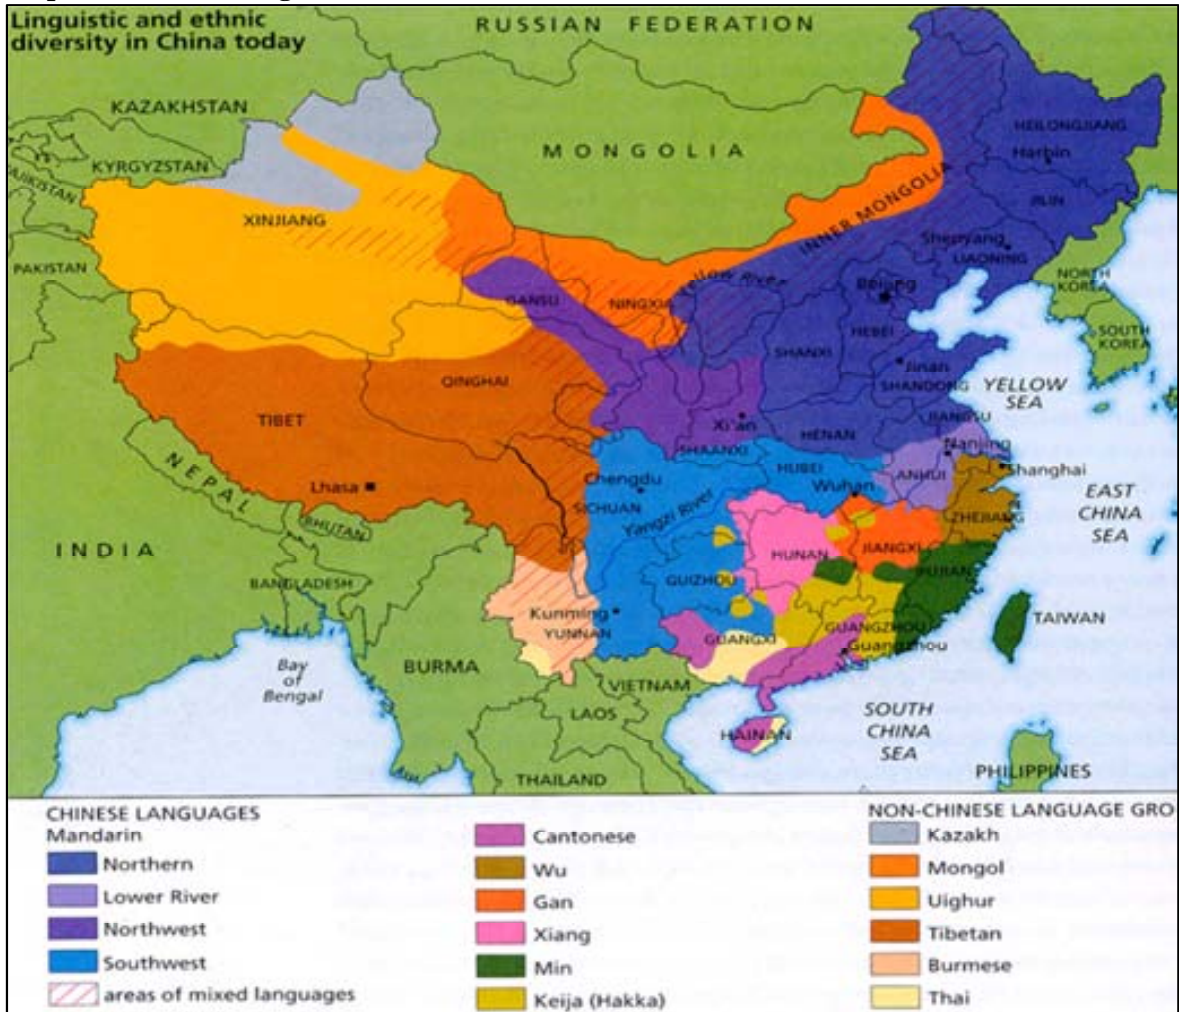 Linguistic and ethnic
diversity in China today
RUSSIAN FEDERATION
KAZAKHSTAN
MONGOLIA
HEILONGJIANG
Harbin
KYRGYZSTAN
JILIN
XINJIANG
INNER MONGOLIA
Shenyang
LIAONING
PAKISTAN
Yellow River
Beijing
NORTH
KOREA
GANSU
NINGXIA
HEBEI
SOUTH
KOREA
SHANXI
Jinan
QINGHAI
SHANDONG
YELLOW
SEA
TIBET
Xi'an
HENAN
JIANGSU
Nanjing
SHAANXI
NEPAL
HUBEI
ANHUI
Shanghai
Lhasa
Chengdu
Wuhan
EAST
CHINA
SEA
SICHUAN
Yangzi River
ZHEJIANG
BHUTAN
INDIA
HUNAN
JIANGXI
BANGLADESH
GUIZHOU
FUJIAN
Kunming
YUNNAN
GUANGXI
GUANGZHOU
Guangzhou
TAIWAN
Bay
of
Bengal
BURMA
VIETNAM
LAOS
HAINAN
SOUTH
CHINA
SEA
THAILAND
PHILIPPINES
CHINESE LANGUAGES
Mandarin
Northern
Lower River
Northwest
Southwest
areas of mixed languages
Cantonese
Wu
Gan
Xiang
Min
Keija (Hakka)
NON-CHINESE LANGUAGE GRO
Kazakh
Mongol
Uighur
Tibetan
Burmese
Thai